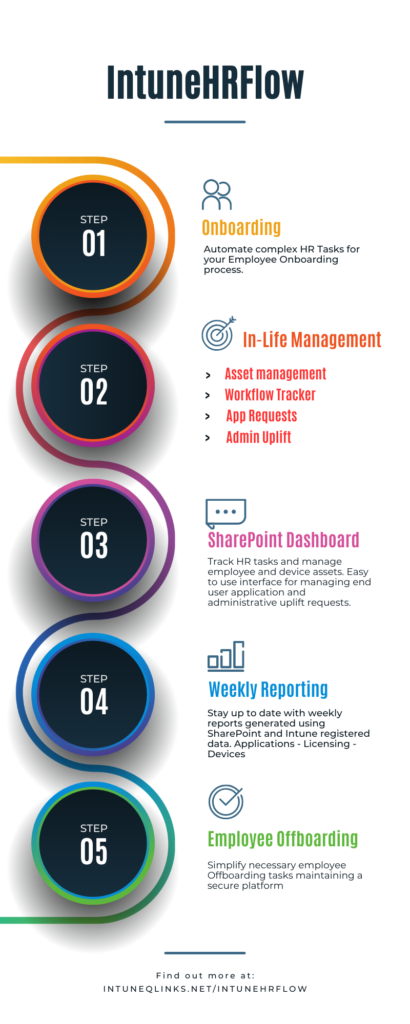 IntuneHRFlow
STEP
01
Onboarding
Automate complex HR Tasks for
your Employee Onboarding
process.
STEP
02
In-Life Management
> Asset management
> Workflow Tracker
> App Requests
> Admin Uplift
STEP
03
SharePoint Dashboard
Track HR tasks and manage
employee and device assets. Easy
to use interface for managing end
user application and
administrative uplift requests.
STEP
04
Weekly Reporting
Stay up to date with weekly
reports generated using
SharePoint and Intune registered
data. Applications - Licensing -
Devices
STEP
05
Employee Offboarding
Simplify necessary employee
Offboarding tasks maintaining a
secure platform
Find out more at:
INTUNEQLINKS.NET/INTUNEHRFLOW